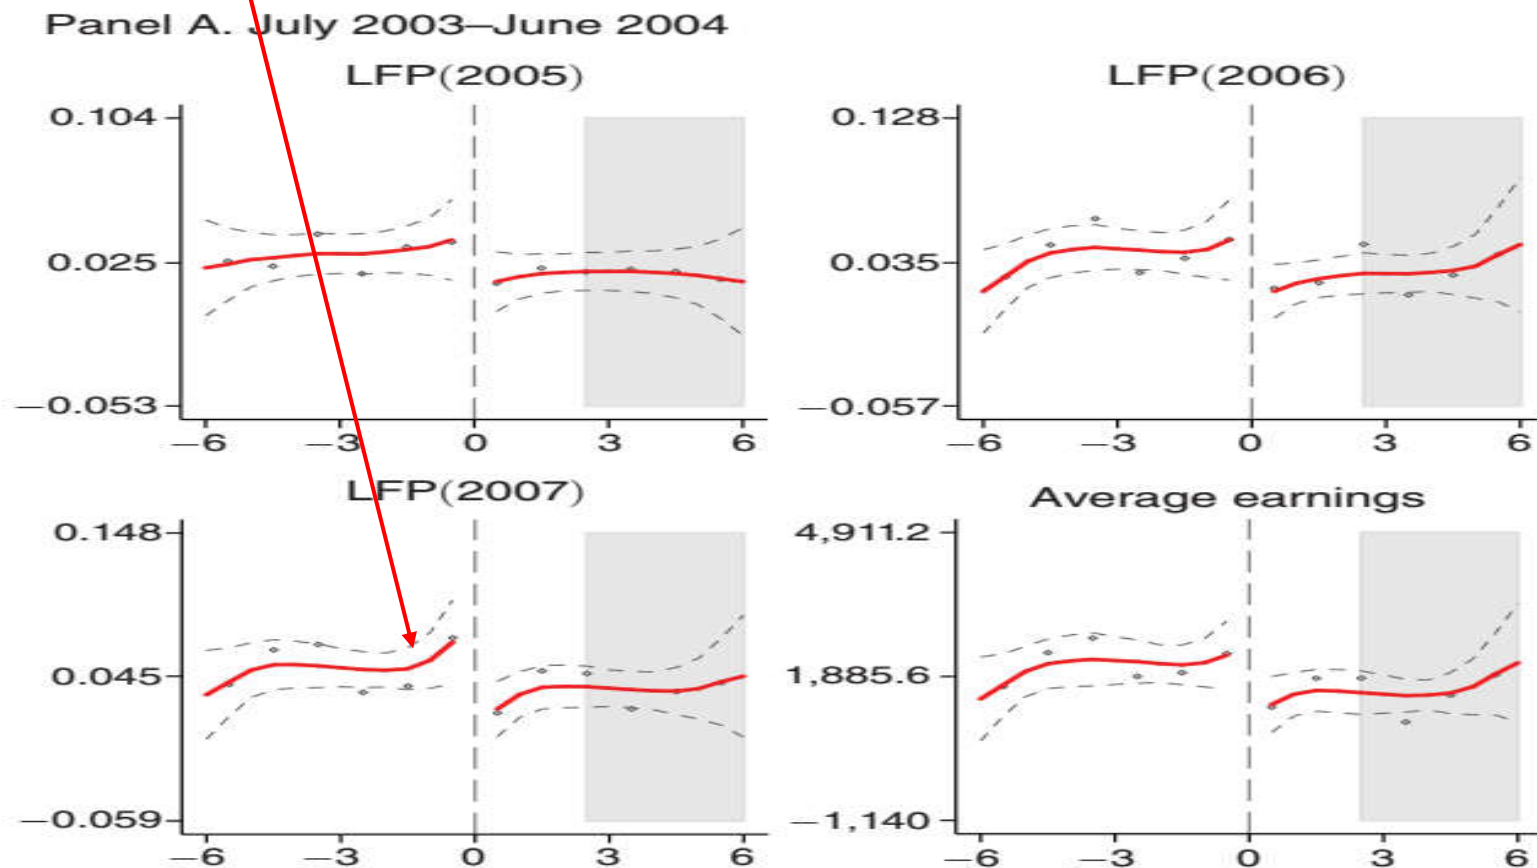 Panel A. July 2003–June 2004
LFP(2005)
0.104
0.025
−0.053
−6 −3 0 3 6
LFP(2006)
0.128
0.035
−0.057
−6 −3 0 3 6
LFP(2007)
0.148
0.045
−0.059
−6 −3 0 3 6
Average earnings
4,911.2
1,885.6
−1,140
−6 −3 0 3 6